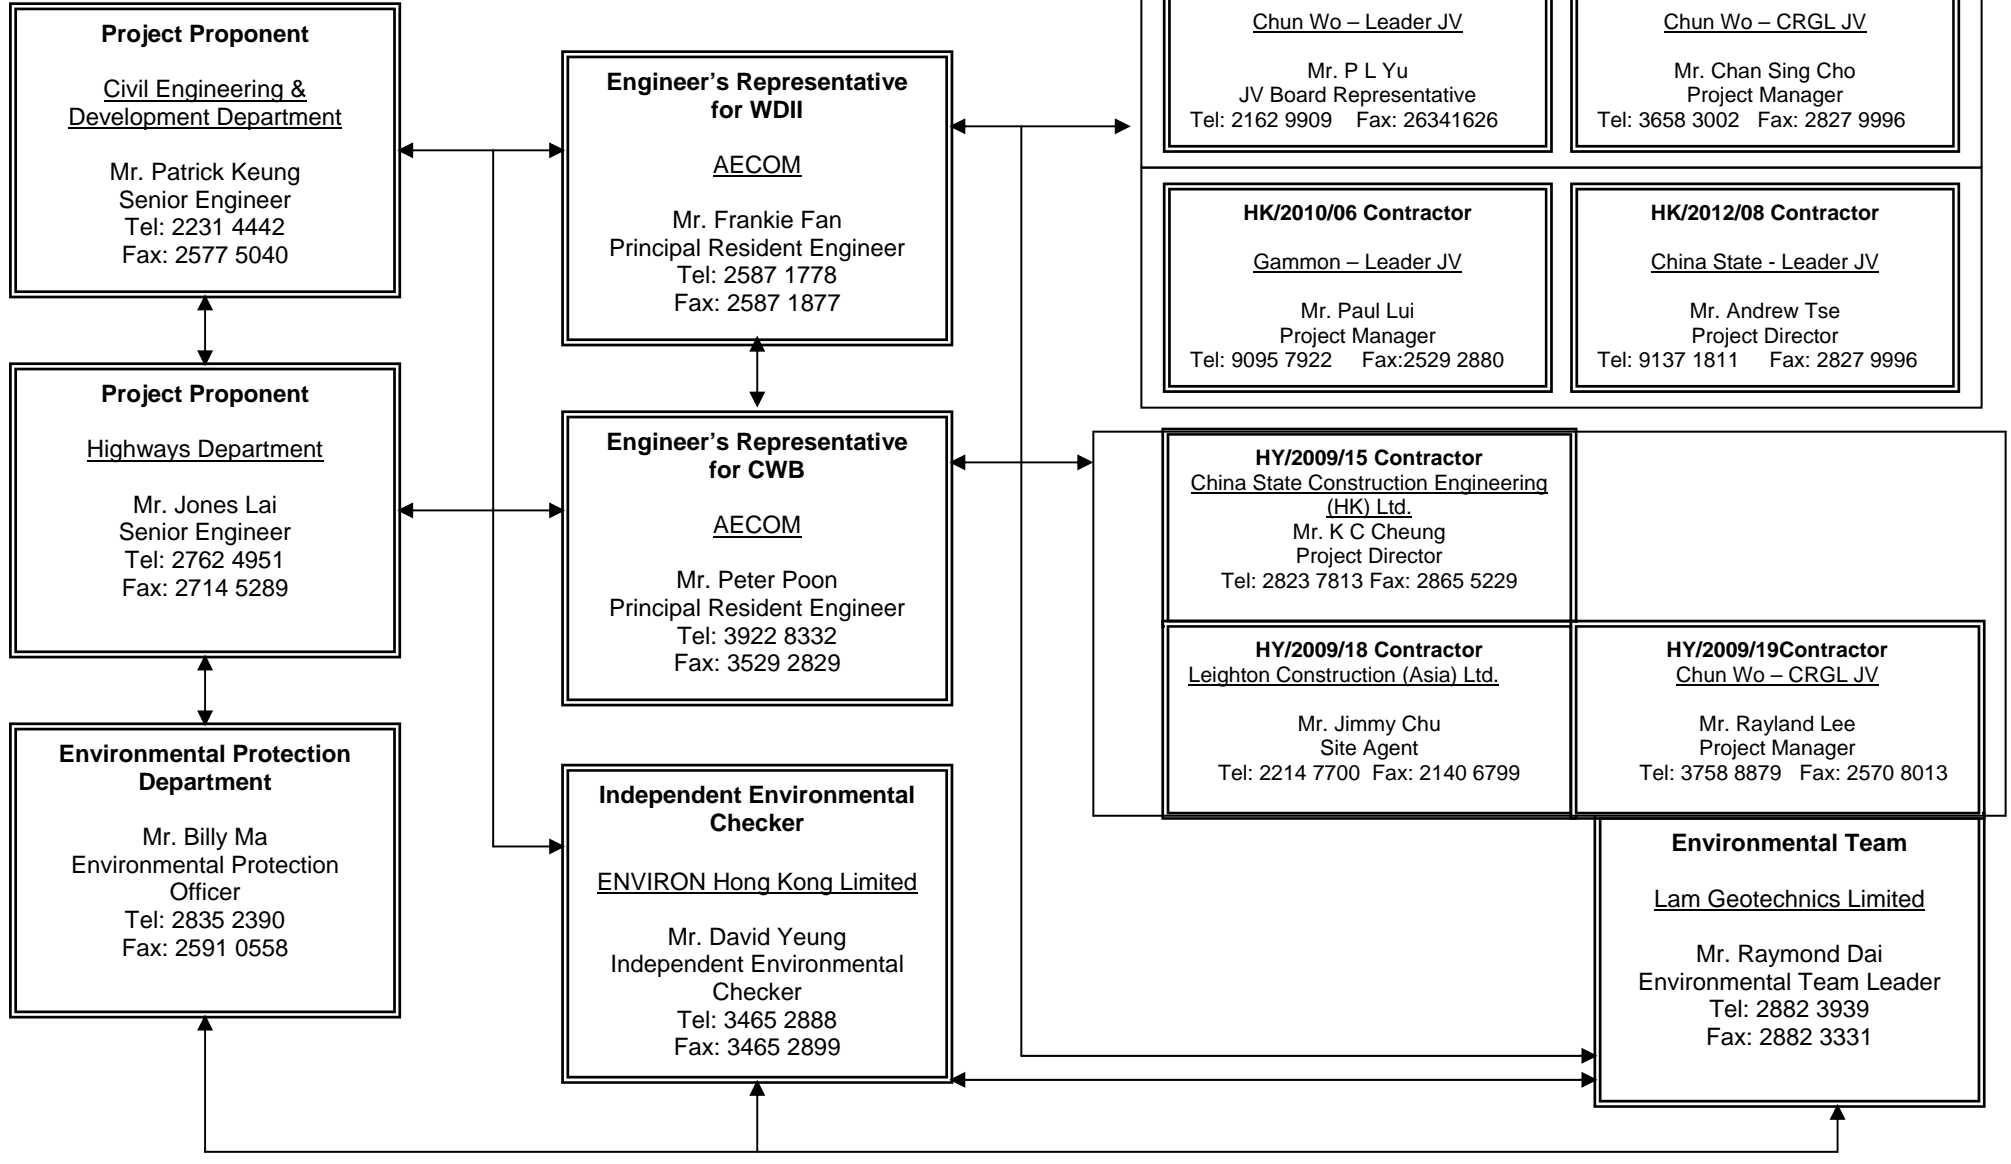 Project Proponent
Civil Engineering &
Development Department
Mr. Patrick Keung
Senior Engineer
Tel: 2231 4442
Fax: 2577 5040
Project Proponent
Highways Department
Mr. Jones Lai
Senior Engineer
Tel: 2762 4951
Fax: 2714 5289
Environmental Protection
Department
Mr. Billy Ma
Environmental Protection
Officer
Tel: 2835 2390
Fax: 2591 0558
Engineer’s Representative
for WDII
AECOM
Mr. Frankie Fan
Principal Resident Engineer
Tel: 2587 1778
Fax: 2587 1877
Engineer’s Representative
for CWB
AECOM
Mr. Peter Poon
Principal Resident Engineer
Tel: 3922 8332
Fax: 3529 2829
Independent Environmental
Checker
ENVIRON Hong Kong Limited
Mr. David Yeung
Independent Environmental
Checker
Tel: 3465 2888
Fax: 3465 2899
Chun Wo – Leader JV
Mr. P L Yu
JV Board Representative
Tel: 2162 9909 Fax: 26341626
Chun Wo – CRGL JV
Mr. Chan Sing Cho
Project Manager
Tel: 3658 3002 Fax: 2827 9996
HK/2010/06 Contractor
Gammon – Leader JV
Mr. Paul Lui
Project Manager
Tel: 9095 7922 Fax:2529 2880
HK/2012/08 Contractor
China State - Leader JV
Mr. Andrew Tse
Project Director
Tel: 9137 1811 Fax: 2827 9996
HY/2009/15 Contractor
China State Construction Engineering
(HK) Ltd.
Mr. K C Cheung
Project Director
Tel: 2823 7813 Fax: 2865 5229
HY/2009/18 Contractor
Leighton Construction (Asia) Ltd.
Mr. Jimmy Chu
Site Agent
Tel: 2214 7700 Fax: 2140 6799
HY/2009/19Contractor
Chun Wo – CRGL JV
Mr. Rayland Lee
Project Manager
Tel: 3758 8879 Fax: 2570 8013
Environmental Team
Lam Geotechnics Limited
Mr. Raymond Dai
Environmental Team Leader
Tel: 2882 3939
Fax: 2882 3331